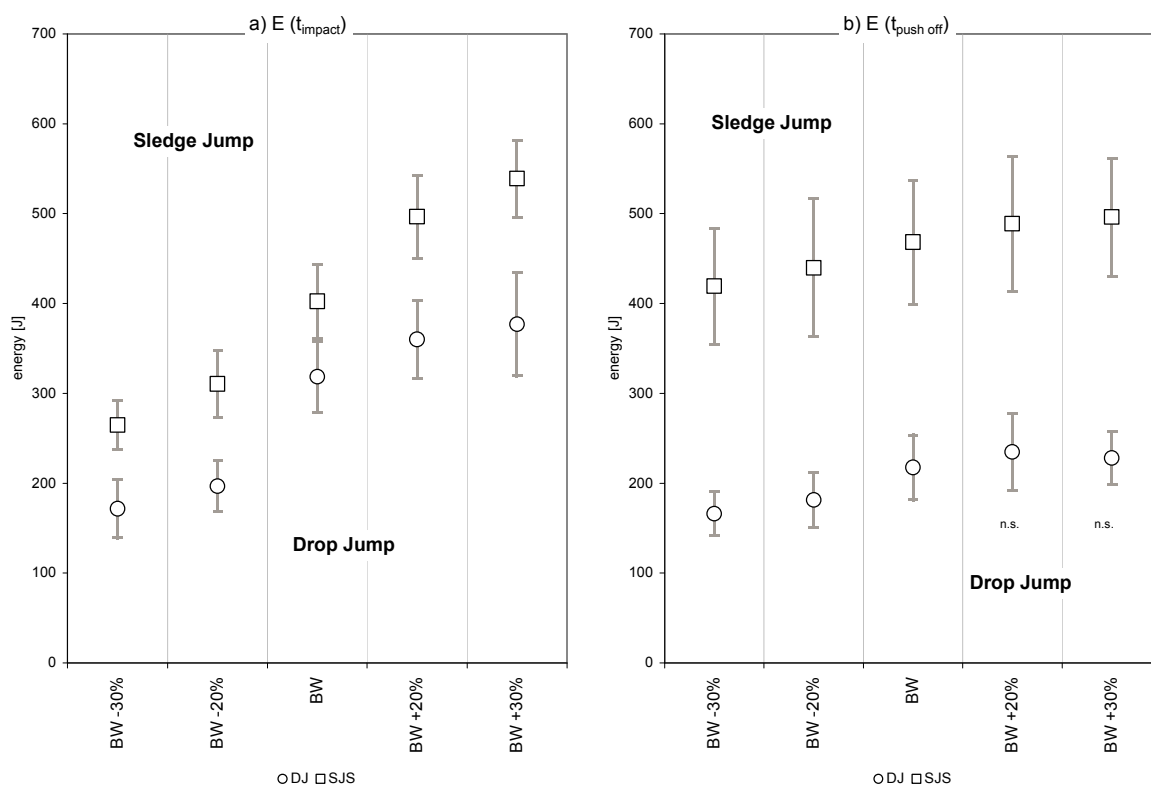 a) E (t_impact)
700
600
500
400
300
200
100
0
energy [J]
Sledge Jump
Drop Jump
BW -30%
BW -20%
BW
BW +20%
BW +30%
○ DJ □ SJS
b) E (t_push off)
700
600
500
400
300
200
100
0
energy [J]
Sledge Jump
n.s.
n.s.
Drop Jump
BW -30%
BW -20%
BW
BW +20%
BW +30%
○ DJ □ SJS